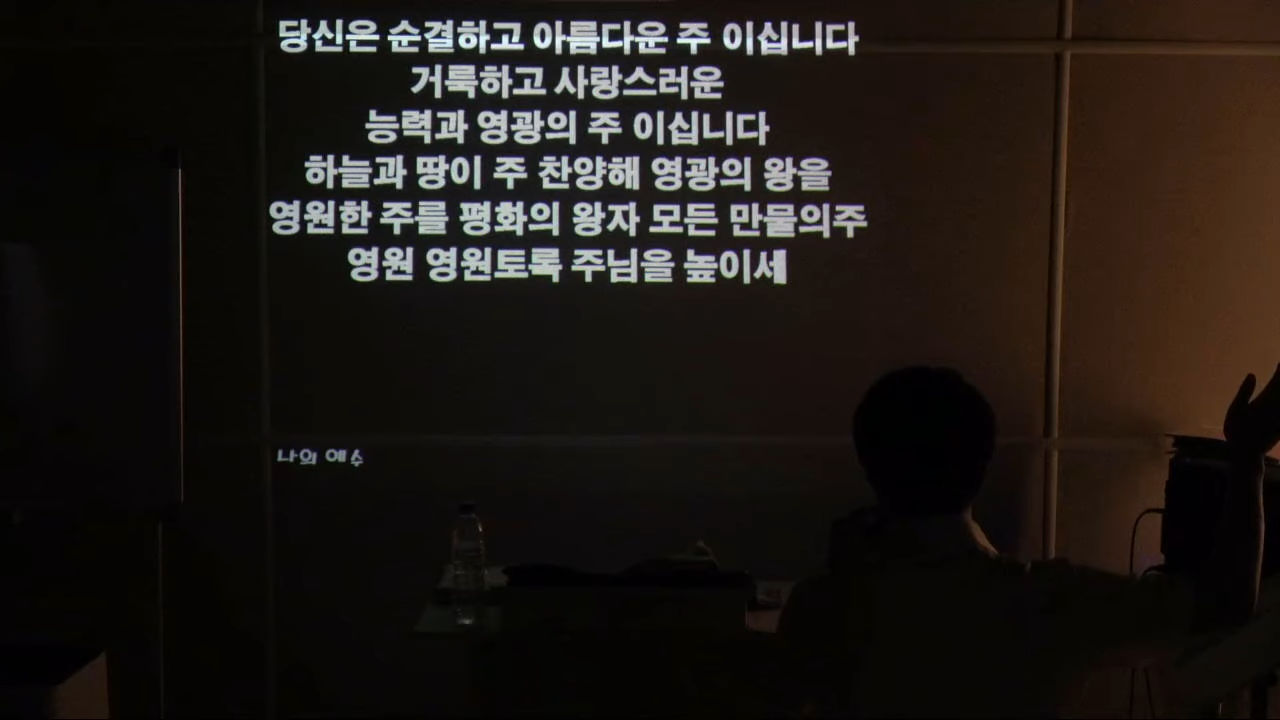 당신은 순결하고 아름다운 주 이십니다
거룩하고 사랑스러운
능력과 영광의 주 이십니다
하늘과 땅이 주 찬양해 영광의 왕을
영원한 주를 평화의 왕자 모든 만물의주
영원 영원토록 주님을 높이세
나의 예수